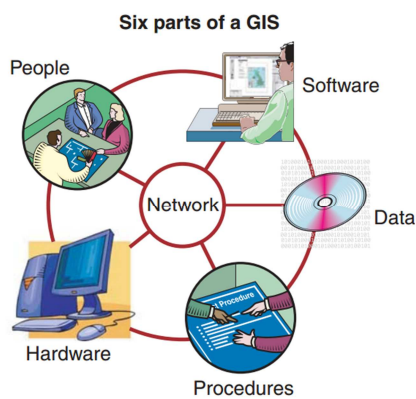 Six parts of a GIS
People
Software
Network
Data
Procedure
Hardware
Procedures